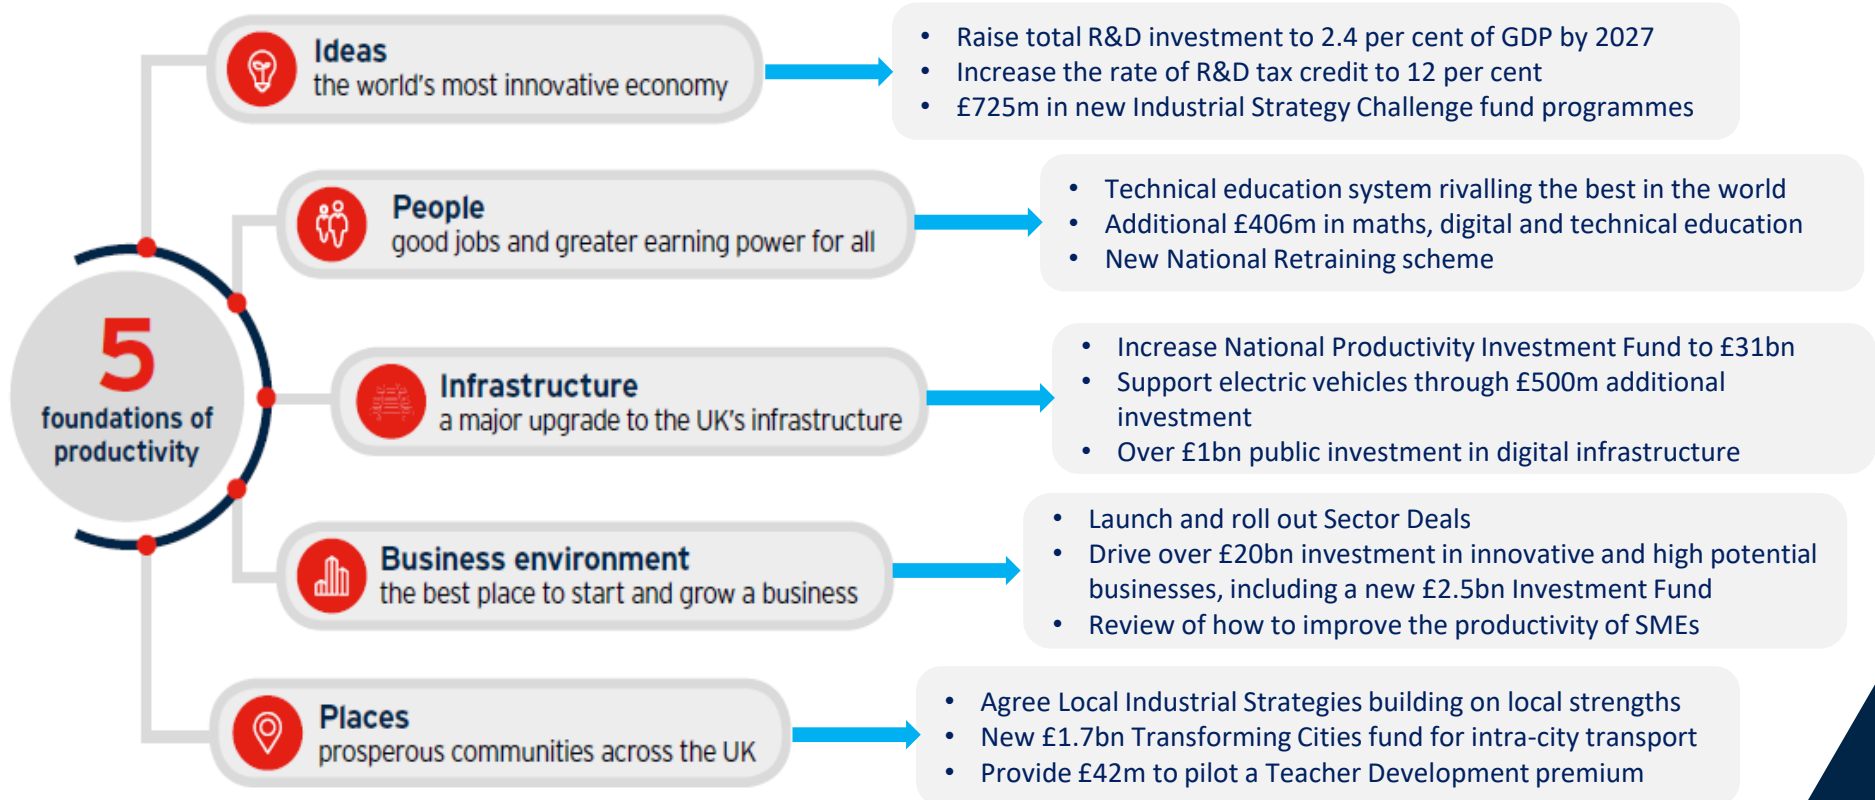 5
foundations of
productivity
Ideas
the world's most innovative economy
• Raise total R&D investment to 2.4 per cent of GDP by 2027
• Increase the rate of R&D tax credit to 12 per cent
• £725m in new Industrial Strategy Challenge fund programmes
People
good jobs and greater earning power for all
• Technical education system rivalling the best in the world
• Additional £406m in maths, digital and technical education
• New National Retraining scheme
Infrastructure
a major upgrade to the UK's infrastructure
• Increase National Productivity Investment Fund to £31bn
• Support electric vehicles through £500m additional
investment
• Over £1bn public investment in digital infrastructure
Business environment
the best place to start and grow a business
• Launch and roll out Sector Deals
• Drive over £20bn investment in innovative and high potential
businesses, including a new £2.5bn Investment Fund
• Review of how to improve the productivity of SMEs
Places
prosperous communities across the UK
• Agree Local Industrial Strategies building on local strengths
• New £1.7bn Transforming Cities fund for intra-city transport
• Provide £42m to pilot a Teacher Development premium